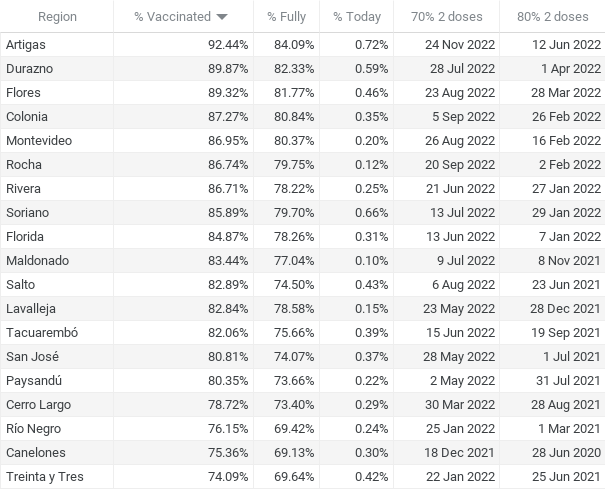 Region % Vaccinated % Fully % Today 70% 2 doses 80% 2 doses
Artigas 92.44% 84.09% 0.72% 24 Nov 2022 12 Jun 2022
Durazno 89.87% 82.33% 0.59% 28 Jul 2022 1 Apr 2022
Flores 89.32% 81.77% 0.46% 23 Aug 2022 28 Mar 2022
Colonia 87.27% 80.84% 0.35% 5 Sep 2022 26 Feb 2022
Montevideo 86.95% 80.37% 0.20% 26 Aug 2022 16 Feb 2022
Rocha 86.74% 79.75% 0.12% 20 Sep 2022 2 Feb 2022
Rivera 86.71% 78.22% 0.25% 21 Jun 2022 27 Jan 2022
Soriano 85.89% 79.70% 0.66% 13 Jul 2022 29 Jan 2022
Florida 84.87% 78.26% 0.31% 13 Jun 2022 7 Jan 2022
Maldonado 83.44% 77.04% 0.10% 9 Jul 2022 8 Nov 2021
Salto 82.89% 74.50% 0.43% 6 Aug 2022 23 Jun 2021
Lavalleja 82.84% 78.58% 0.15% 23 May 2022 28 Dec 2021
Tacuarembó 82.06% 75.66% 0.39% 15 Jun 2022 19 Sep 2021
San José 80.81% 74.07% 0.37% 28 May 2022 1 Jul 2021
Paysandú 80.35% 73.66% 0.22% 2 May 2022 31 Jul 2021
Cerro Largo 78.72% 73.40% 0.29% 30 Mar 2022 28 Aug 2021
Río Negro 76.15% 69.42% 0.24% 25 Jan 2022 1 Mar 2021
Canelones 75.36% 69.13% 0.30% 18 Dec 2021 28 Jun 2020
Treinta y Tres 74.09% 69.64% 0.42% 22 Jan 2022 25 Jun 2021